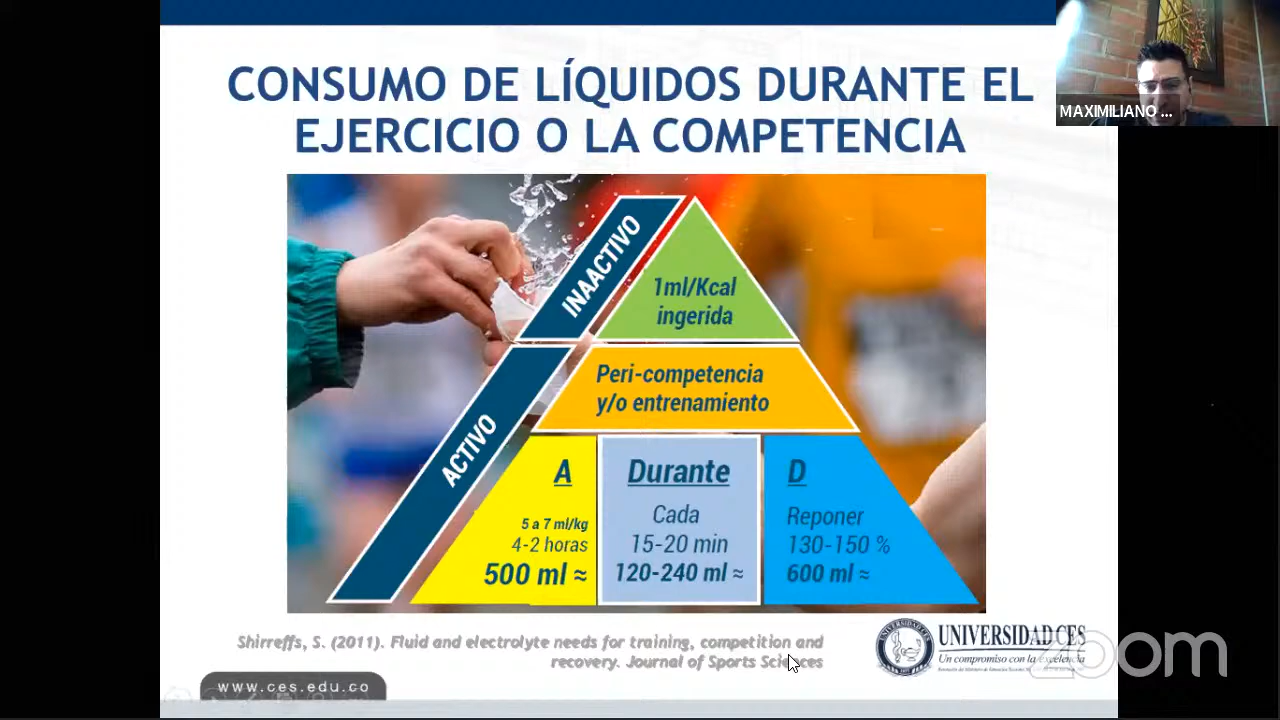 CONSUMO DE LÍQUIDOS DURANTE EL
EJERCICIO O LA COMPETENCIA
MAXIMILIANO ...
INAACTIVO
1ml/Kcal
ingerida
ACTIVO
Peri-competencia
y/o entrenamiento
A
5 a 7 ml/kg
4-2 horas
500 ml ≈
Durante
Cada
15-20 min
120-240 ml ≈
D
Reponer
130-150 %
600 ml ≈
Shirreffs, S. (2011). Fluid and electrolyte needs for training, competition and
recovery. Journal of Sports Sciences
UNIVERSIDAD CES
Un compromiso con la excelencia
zoom
www.ces.edu.co